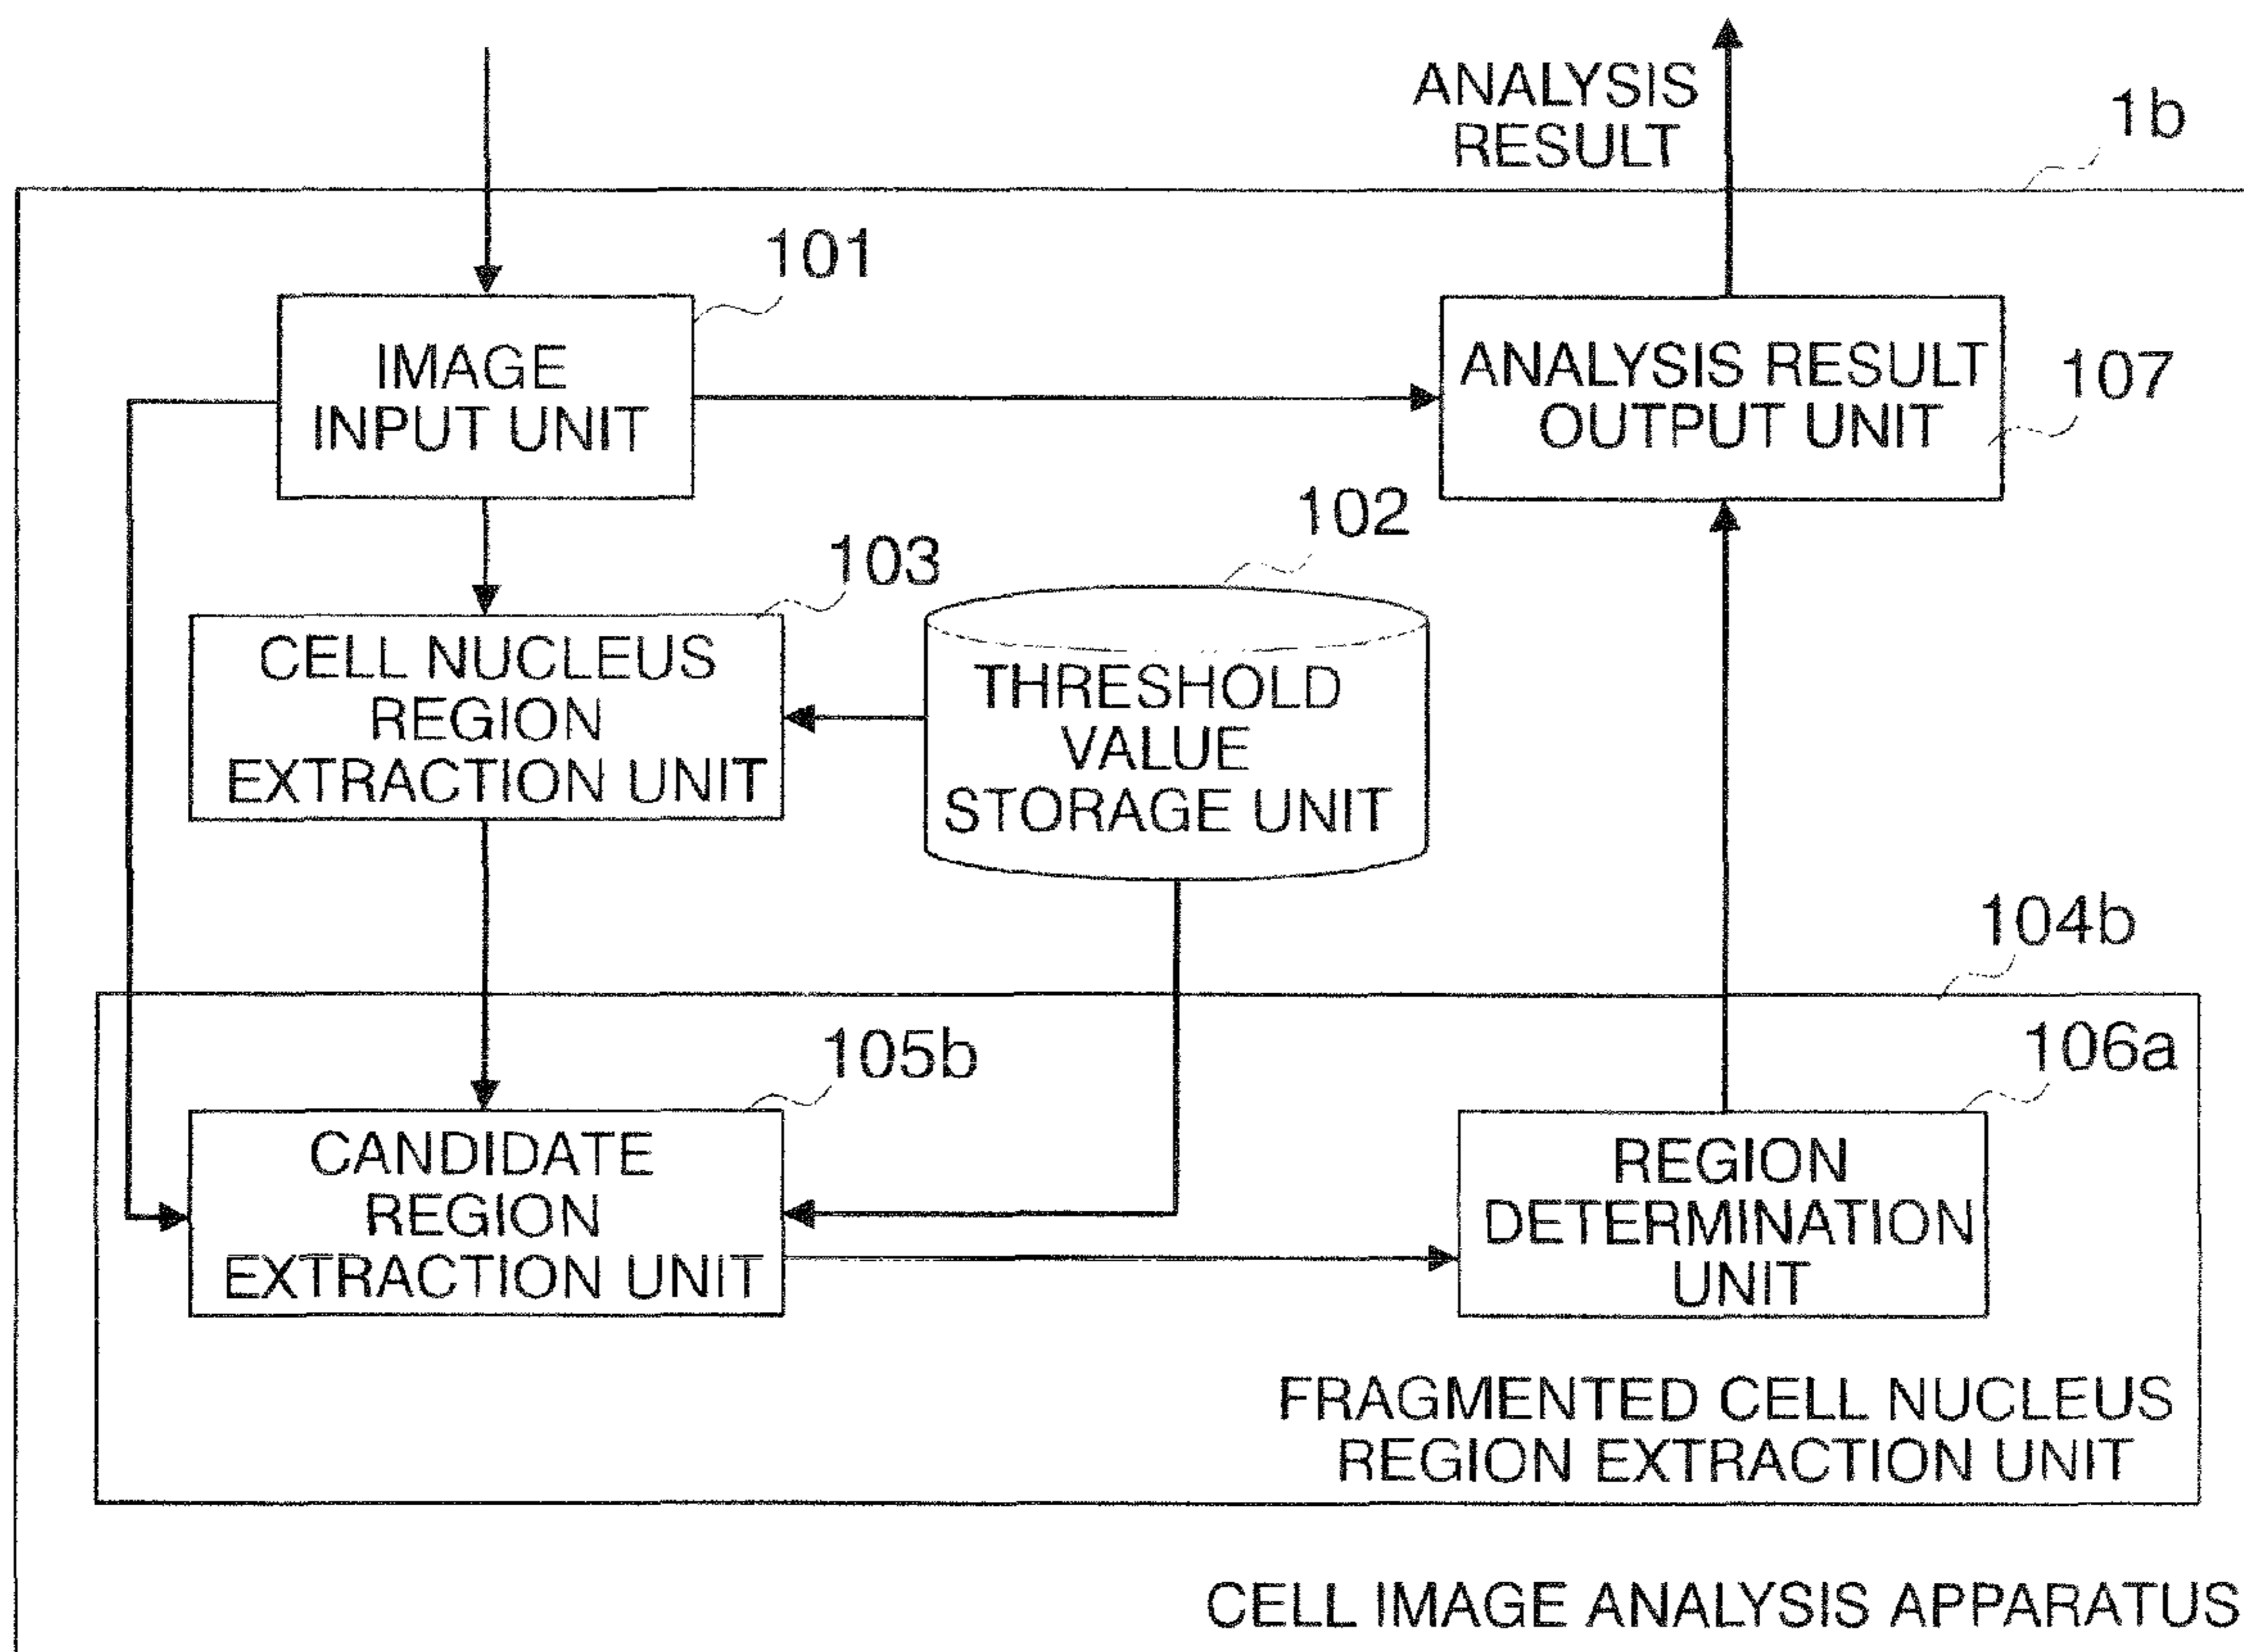 ANALYSIS
RESULT
1b
101
IMAGE
INPUT UNIT
ANALYSIS RESULT
OUTPUT UNIT
107
102
103
CELL NUCLEUS
REGION
EXTRACTION UNIT
THRESHOLD
VALUE
STORAGE UNIT
104b
105b
106a
CANDIDATE
REGION
EXTRACTION UNIT
REGION
DETERMINATION
UNIT
FRAGMENTED CELL NUCLEUS
REGION EXTRACTION UNIT
CELL IMAGE ANALYSIS APPARATUS